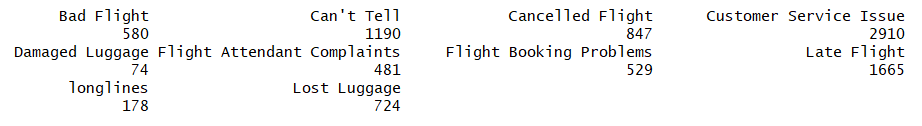 Bad Flight Can't Tell Cancelled Flight Customer Service Issue
580 1190 847 2910
Damaged Luggage Flight Attendant Complaints Flight Booking Problems Late Flight
74 481 529 1665
longlines Lost Luggage
178 724